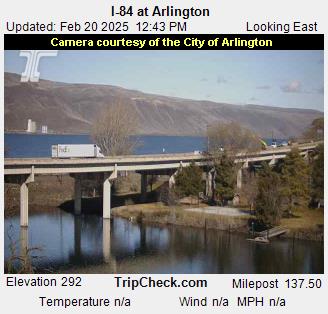 I-84 at Arlington
Updated: Feb 20 2025 12:43 PM Looking East
Camera courtesy of the City of Arlington
Elevation 292 TripCheck.com Milepost 137.50
Temperature n/a Wind n/a MPH n/a